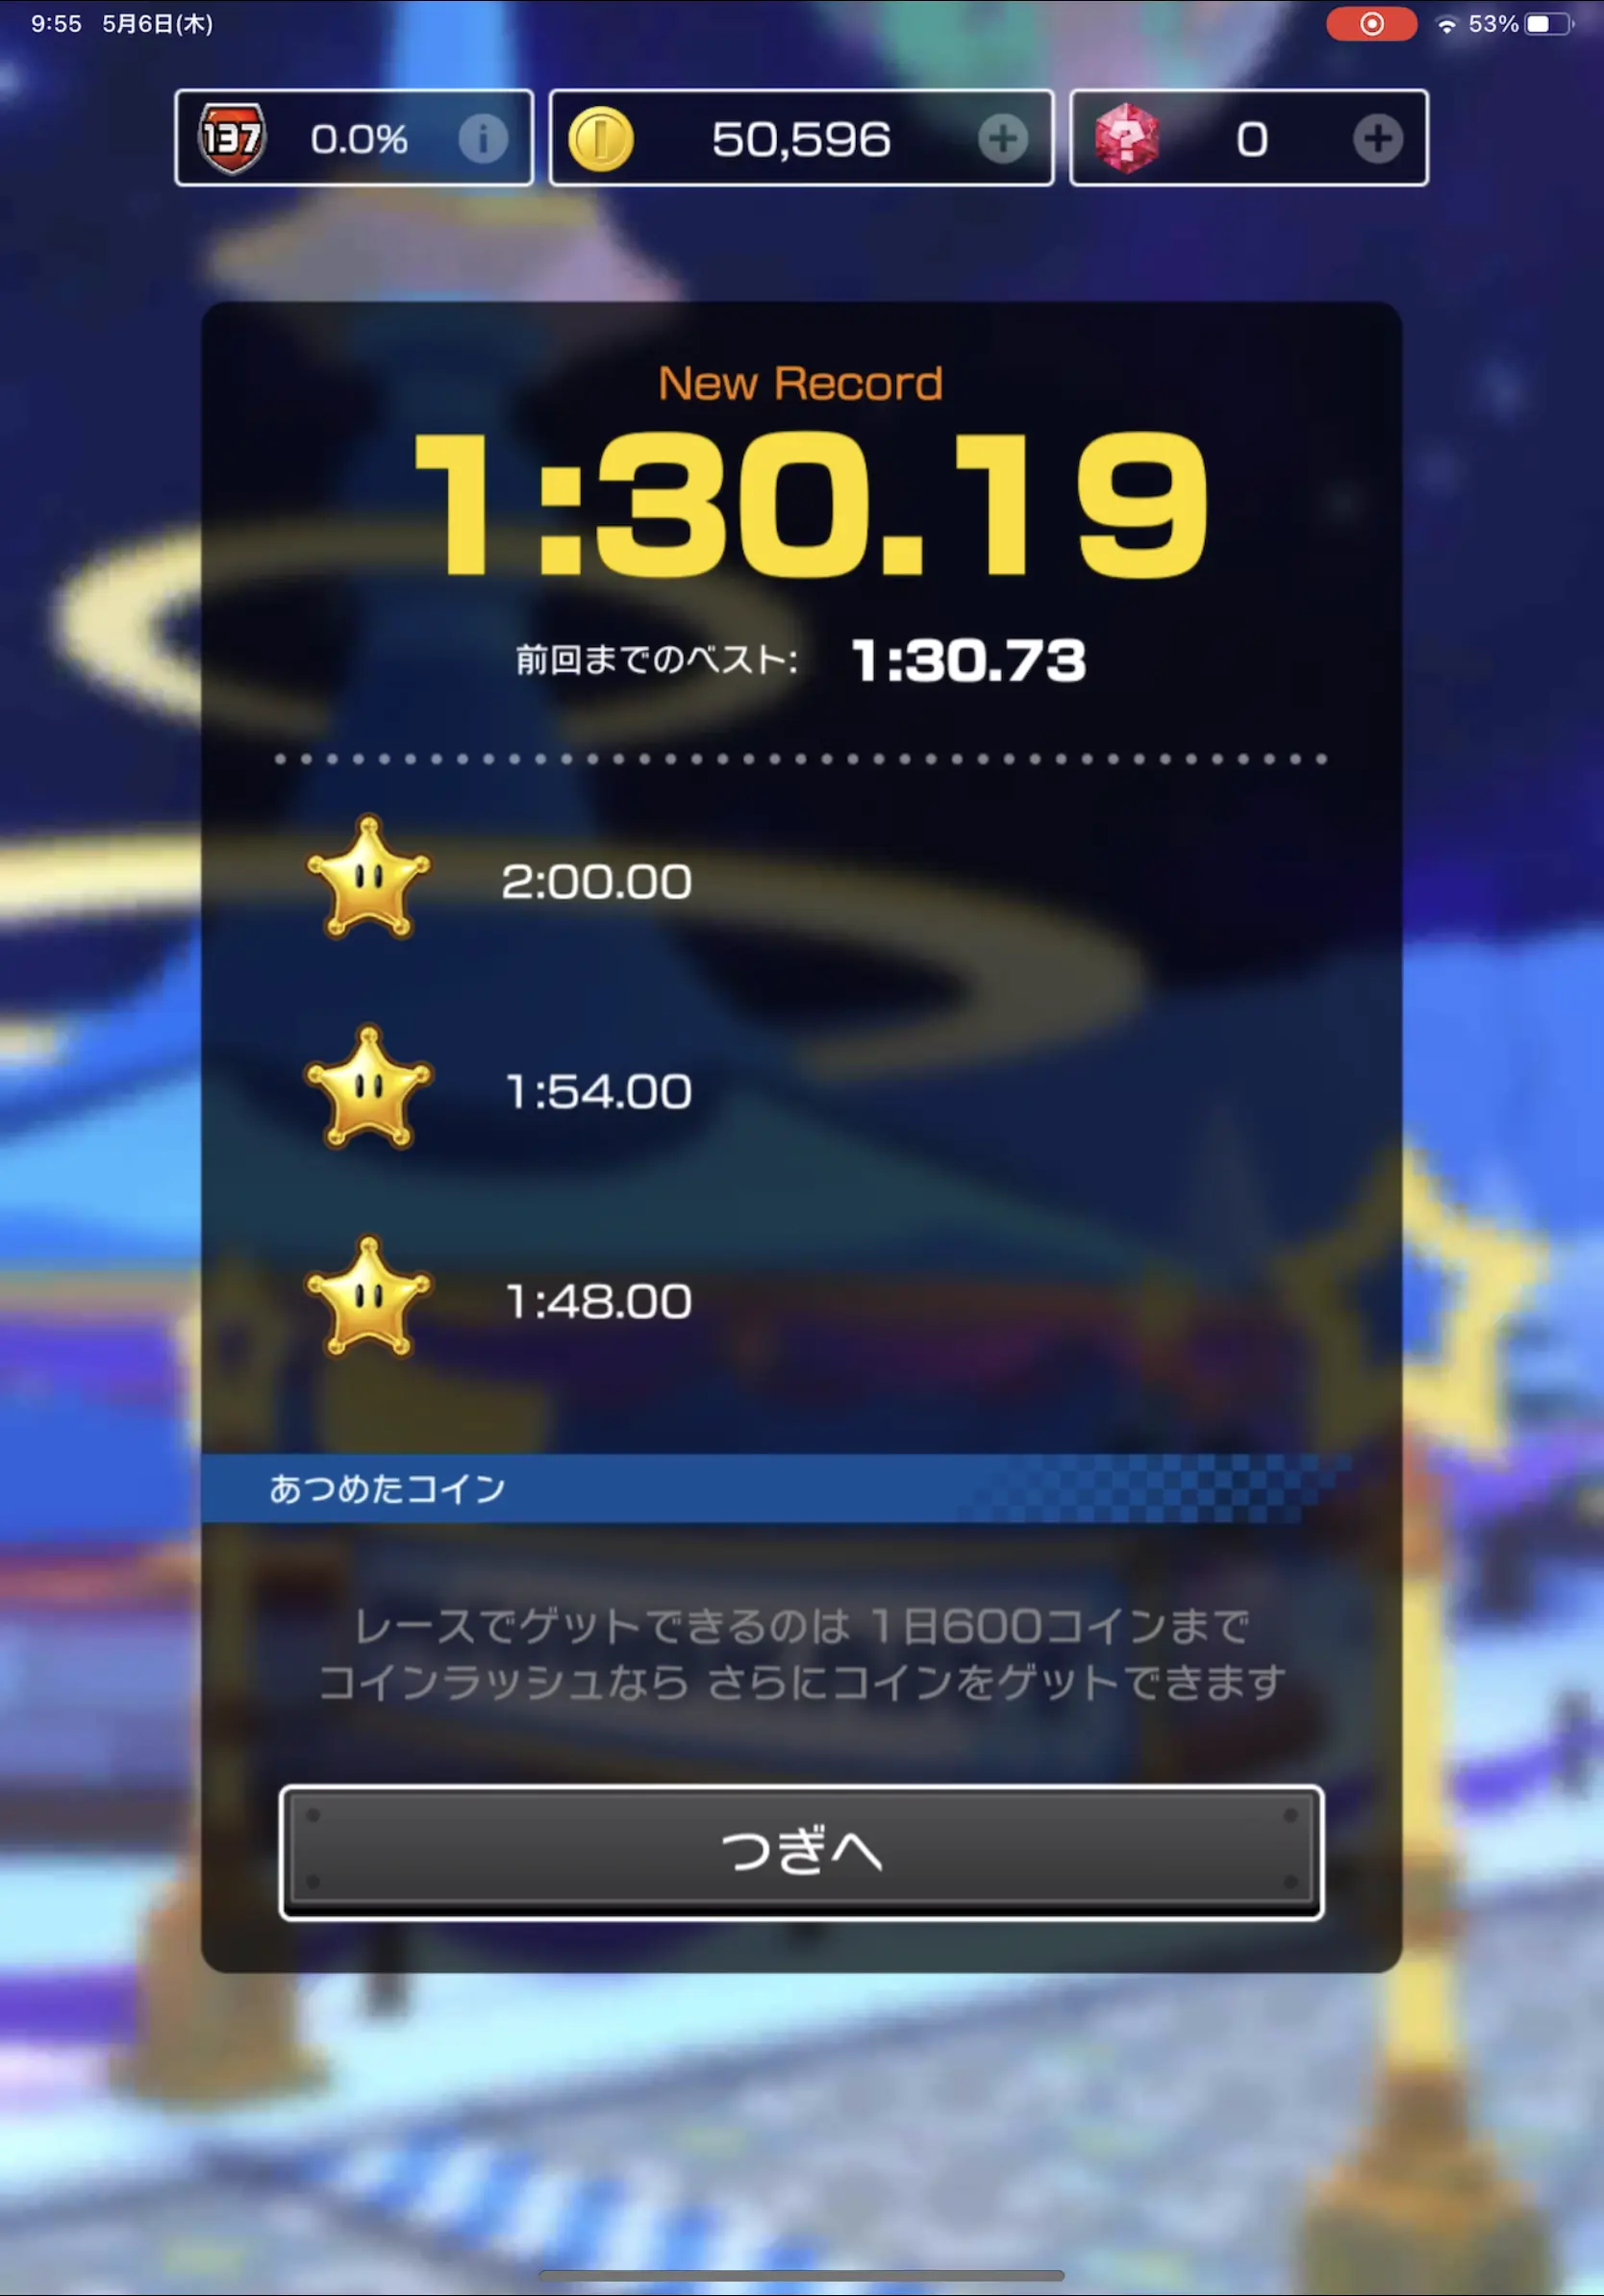 9:55 5月6日(木) 53%
137 0.0% 50,596 0
New Record
1:30.19
前回までのベスト: 1:30.73
2:00.00
1:54.00
1:48.00
あつめたコイン
レースでゲットできるのは 1日600コインまで
コインラッシュなら さらにコインをゲットできます
つぎへ